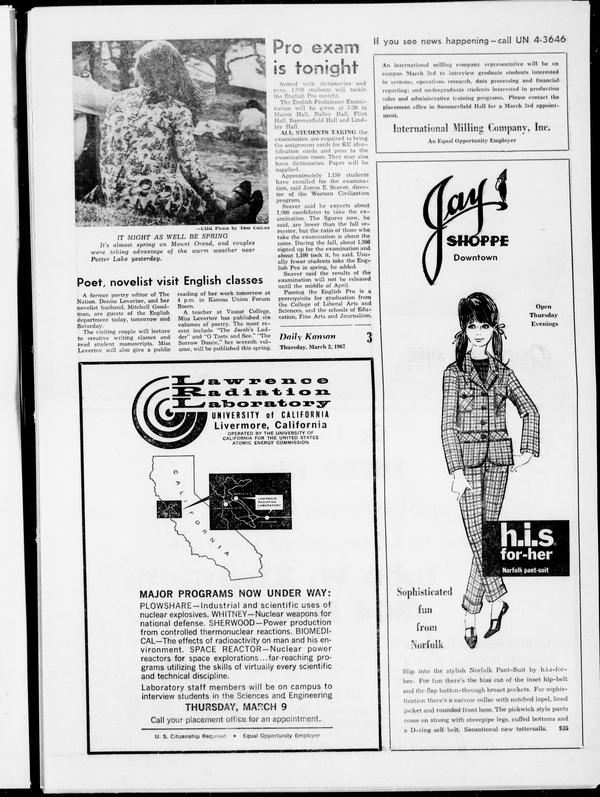 If you see news happening—call UN 4-3646
—UDK Photo by Tom
IT MIGHT AS WELL BE SPRING
It's almost spring on Mount Oread, and couples
were taking advantage of the warm weather near
Potter Lake yesterday.
Pro exam
is tonight
Armed with dictionaries and
pens, 1,000 students will tackle
the English Pro tonight.
The English Proficiency Exami-
nation will be given at 7:30 in
Malott Hall, Bailey Hall, Flint
Hall, Summerfield Hall and Lind-
ley Hall.
ALL STUDENTS TAKING the
examination are required to bring
the assignment cards for KU iden-
tification cards and pens to the
examination room. They may also
have dictionaries. Paper will be
supplied.
Approximately 1,150 students
have enrolled for the examina-
tion, said James E. Seaver, direc-
tor of the Western Civilization
program.
Seaver said he expects about
1,000 candidates to take the ex-
amination. The figures now, he
said, are lower than the fall se-
mester, but the ratio of those who
take the examination is about the
same. During the fall, about 1,300
signed up for the examination and
about 1,100 took it, he said. Usu-
ally fewer students take the Eng-
lish Pro in spring, he added.
Seaver said the results of the
examination will not be released
until the middle of April.
Passing the English Pro is a
prerequisite for graduation from
the College of Liberal Arts and
Sciences, and the schools of Edu-
cation, Fine Arts and Journalism.
Poet, novelist visit English classes
A former poetry editor of The
Nation, Denise Levertov, and her
novelist husband, Mitchell Good-
man, are guests of the English
department today, tomorrow and
Saturday.
The visiting couple will lecture
to creative writing classes and
read student manuscripts. Miss
Levertov will also give a public
reading of her work tomorrow at
4 p.m. in Kansas Union Forum
Room.
A teacher at Vassar College,
Miss Levertov has published six
volumes of poetry. The most re-
cent include "The Jacob's Lad-
der" and "O Taste and See." "The
Sorrow Dance," her seventh vol-
ume, will be published this spring.
Daily Kansan
3
Thursday, March 2, 1967
An international milling company representative will be on
campus March 3rd to interview graduate students interested
in systems, operations research, data processing and financial
reporting; and undergraduate students interested in production
sales and administrative training programs. Please contact the
placement office in Summerfield Hall for a March 3rd appoint-
ment.
International Milling Company, Inc.
An Equal Opportunity Employer
Jay
SHOPPE
Downtown
Open
Thursday
Evenings
h.i.s.
for-her
Norfolk pant-suit
Sophisticated
fun
from
Norfolk
Slip into the stylish Norfolk Pant-Suit by h.i.s-for-
her. For fun there's the bias cut of the inset hip-belt
and the flap button-through breast pockets. For sophis-
tication there's a narrow collar with notched lapel, lined
jacket and rounded front hem. The pickwick style pants
come on strong with stovepipe legs, cuffed bottoms and
a D-ring self belt. Sensational new tattersalls. $35
Lawrence
Radiation
Laboratory
UNIVERSITY of CALIFORNIA
Livermore, California
OPERATED BY THE UNIVERSITY OF
CALIFORNIA FOR THE UNITED STATES
ATOMIC ENERGY COMMISSION
CALIFORNIA
LAWRENCE
RADIATION
LABORATORY
MAJOR PROGRAMS NOW UNDER WAY:
PLOWSHARE—Industrial and scientific uses of
nuclear explosives. WHITNEY—Nuclear weapons for
national defense. SHERWOOD—Power production
from controlled thermonuclear reactions. BIOMEDI-
CAL—The effects of radioactivity on man and his en-
vironment. SPACE REACTOR—Nuclear power
reactors for space explorations...far-reaching pro-
grams utilizing the skills of virtually every scientific
and technical discipline.
Laboratory staff members will be on campus to
interview students in the Sciences and Engineering
THURSDAY, MARCH 9
Call your placement office for an appointment.
U. S. Citizenship Required • Equal Opportunity Employer